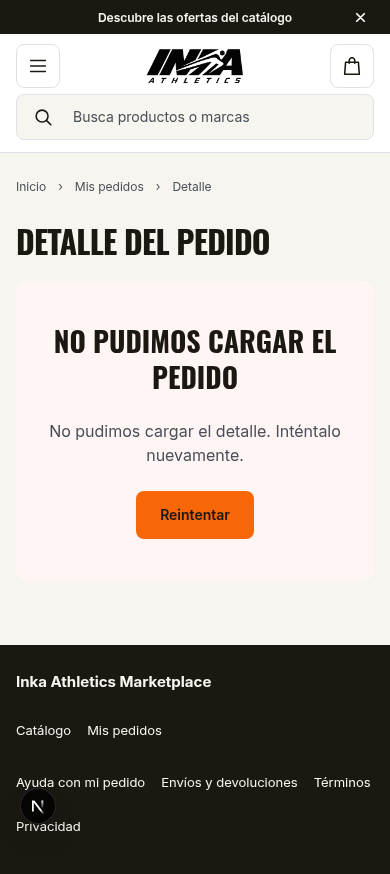 Descubre las ofertas del catálogo
INKA
ATHLETICS
Busca productos o marcas
Inicio › Mis pedidos › Detalle
DETALLE DEL PEDIDO
NO PUDIMOS CARGAR EL
PEDIDO
No pudimos cargar el detalle. Inténtalo
nuevamente.
Reintentar
Inka Athletics Marketplace
Catálogo Mis pedidos
Ayuda con mi pedido Envíos y devoluciones Términos
N
Privacidad